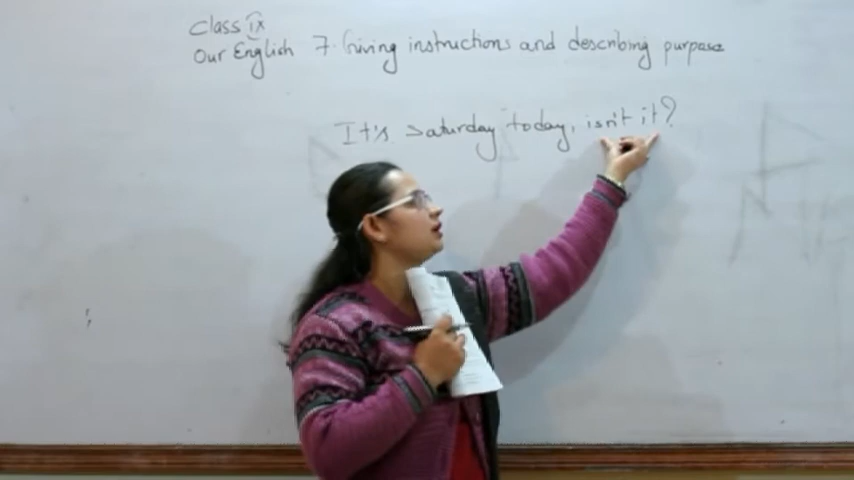 Class IX
Our English 7. Giving instructions and describing purpose
It's saturday today, isn't it?